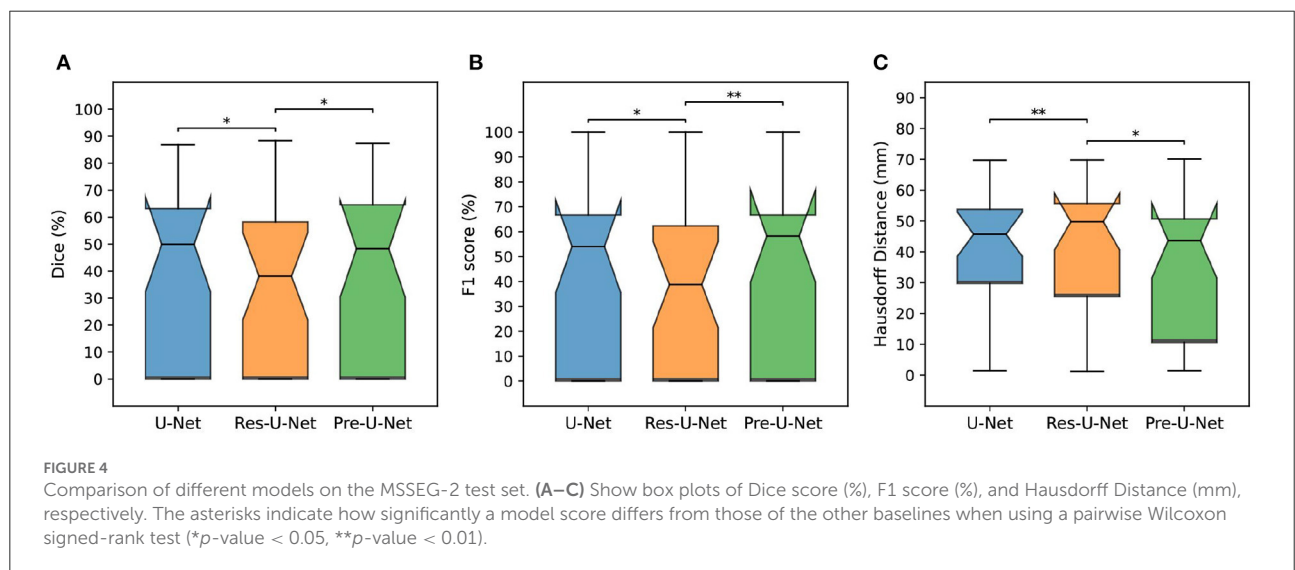 A
B
C
Dice (%)
100
90
80
70
60
50
40
30
20
10
0
*
*
U-Net Res-U-Net Pre-U-Net
F1 score (%)
100
90
80
70
60
50
40
30
20
10
0
*
**
U-Net Res-U-Net Pre-U-Net
Hausdorff Distance (mm)
90
80
70
60
50
40
30
20
10
0
**
*
U-Net Res-U-Net Pre-U-Net
FIGURE 4
Comparison of different models on the MSSEG-2 test set. (A–C) Show box plots of Dice score (%), F1 score (%), and Hausdorff Distance (mm),
respectively. The asterisks indicate how significantly a model score differs from those of the other baselines when using a pairwise Wilcoxon
signed-rank test (*p-value < 0.05, **p-value < 0.01).